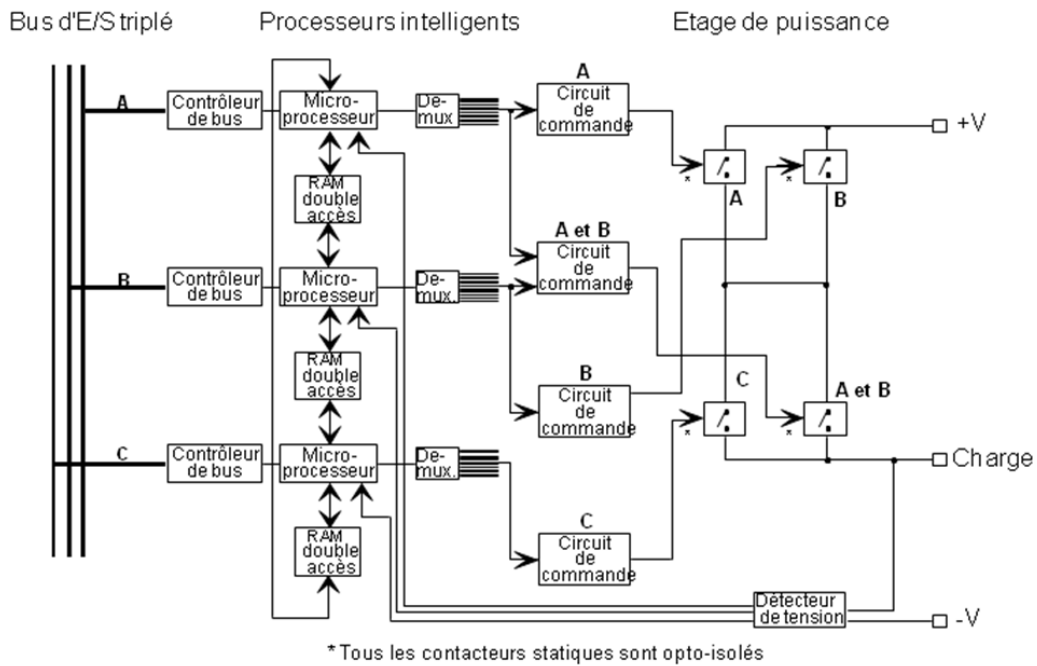 Bus d'E/S triplé
Processeurs intelligents
Etage de puissance
A
Contrôleur
de bus
Micro-
processeur
De-
mux
A
Circuit
de
commande
+V
*
A
*
B
RAM
double
accès
A et B
Circuit
de
commande
B
Contrôleur
de bus
Micro-
processeur
De-
mux.
RAM
double
accès
B
Circuit
de
commande
C
*
A et B
*
C
Contrôleur
de bus
Micro-
processeur
De-
mux.
Charge
C
Circuit
de
commande
RAM
double
accès
Détecteur
de tension
-V
* Tous les contacteurs statiques sont opto-isolés